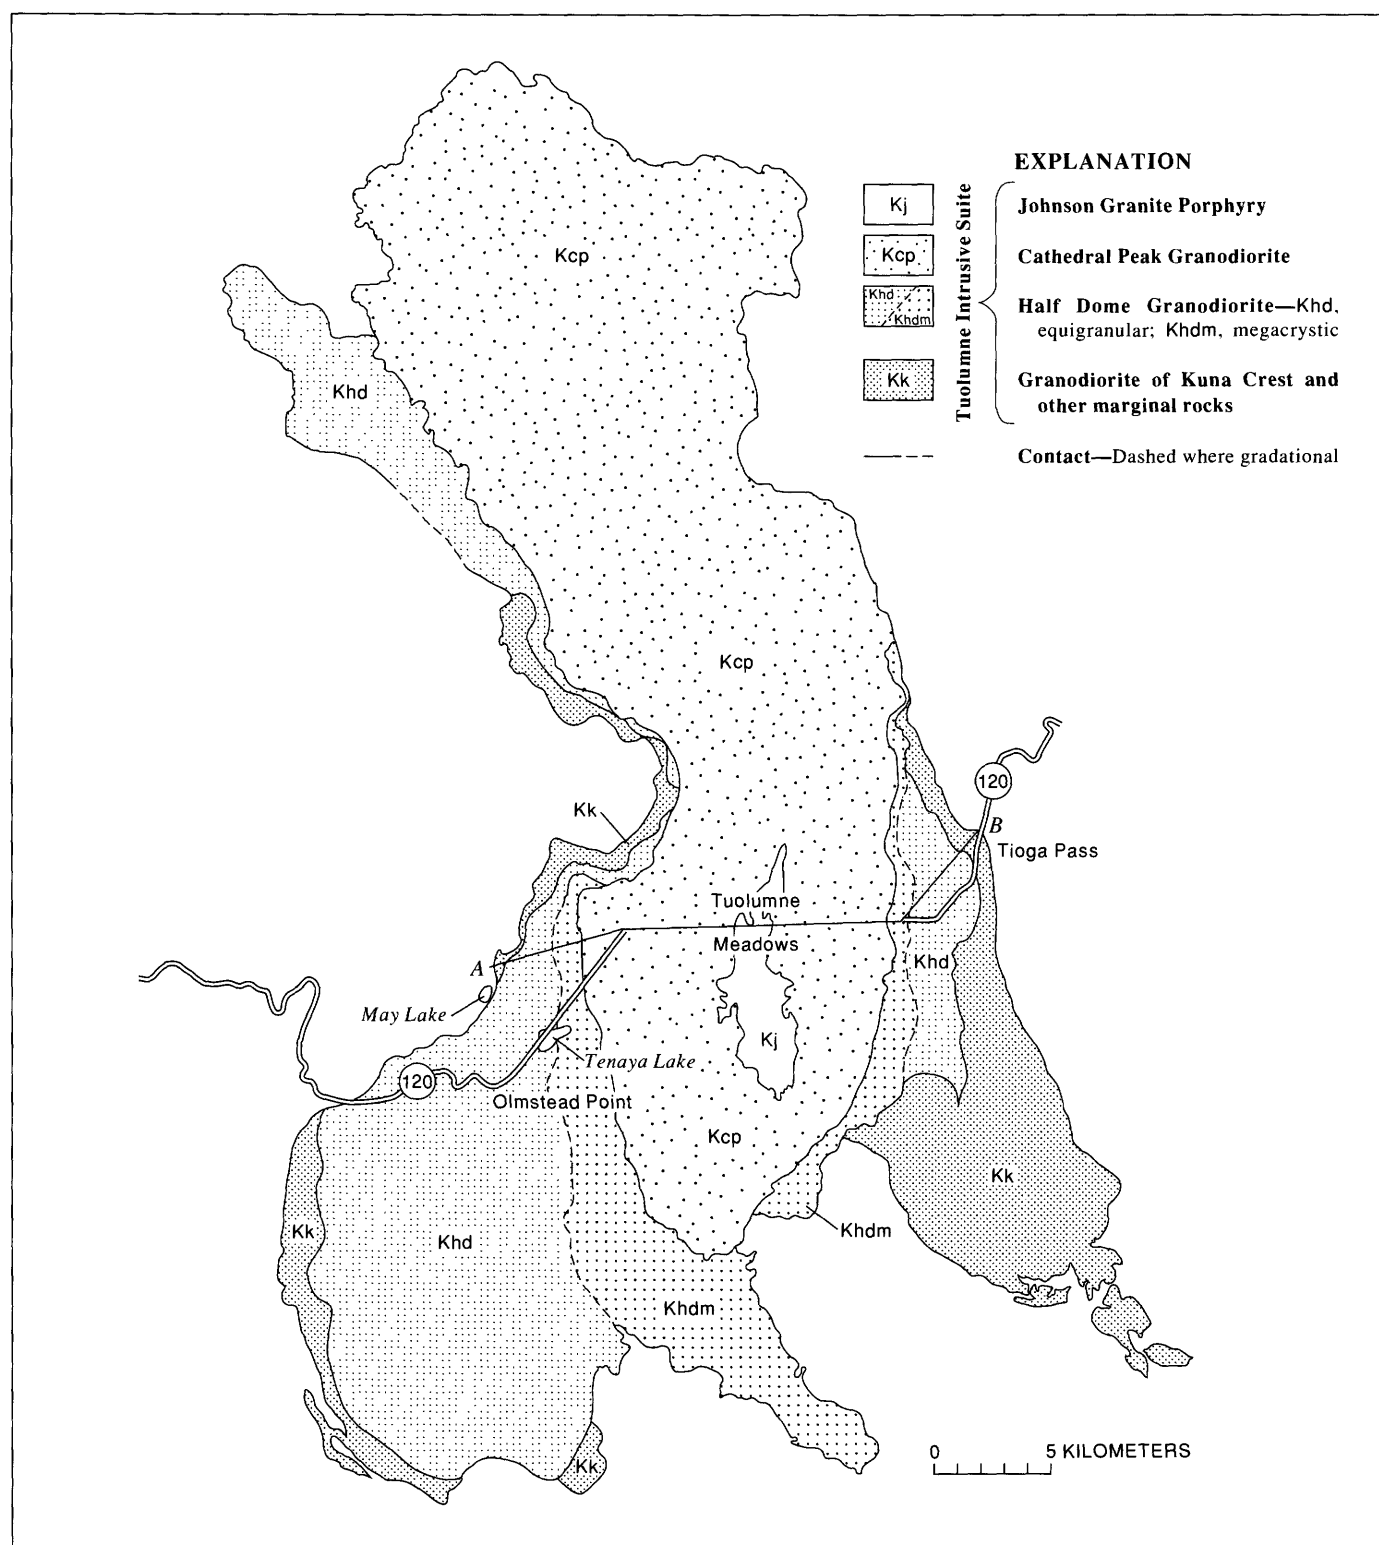 EXPLANATION
Tuolumne Intrusive Suite
Kj
Johnson Granite Porphyry
Kcp
Cathedral Peak Granodiorite
Khd
Khdm
Half Dome Granodiorite—Khd,
equigranular; Khdm, megacrystic
Kk
Granodiorite of Kuna Crest and
other marginal rocks
Contact—Dashed where gradational
Kcp
Khd
Kcp
120
Kk
B
Tioga Pass
Tuolumne
Meadows
Khd
A
May Lake
Kj
Tenaya Lake
120
Olmstead Point
Kcp
Kk
Kk
Khd
Khdm
Khdm
0 5 KILOMETERS
Kk